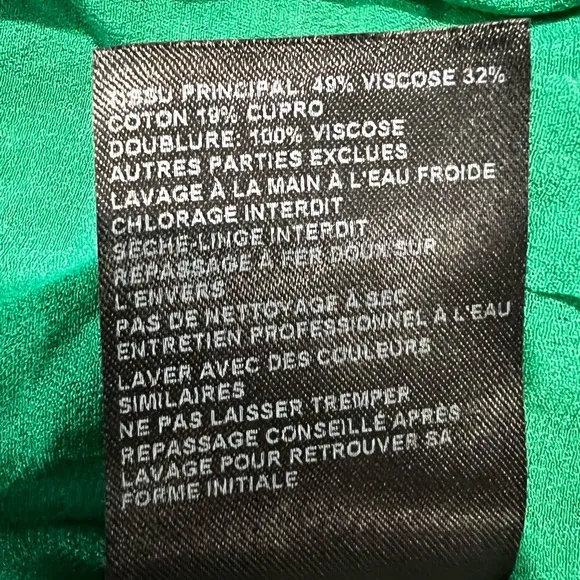 TISSU PRINCIPAL: 49% VISCOSE 32%
COTON 19% CUPRO
DOUBLURE: 100% VISCOSE
AUTRES PARTIES EXCLUES
LAVAGE À LA MAIN À L'EAU FROIDE
CHLORAGE INTERDIT
SECHE-LINGE INTERDIT
REPASSAGE À FER DOUX SUR
L'ENVERS
PAS DE NETTOYAGE À SEC
ENTRETIEN PROFESSIONNEL À L'EAU
LAVER AVEC DES COULEURS
SIMILAIRES
NE PAS LAISSER TREMPER
REPASSAGE CONSEILLÉ APRÈS
LAVAGE POUR RETROUVER SA
FORME INITIALE